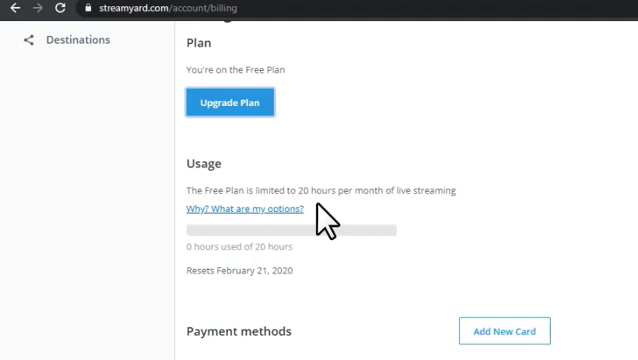 streamyard.com/account/billing
Destinations
Plan
You're on the Free Plan
Upgrade Plan
Usage
The Free Plan is limited to 20 hours per month of live streaming
Why? What are my options?
0 hours used of 20 hours
Resets February 21, 2020
Payment methods
Add New Card